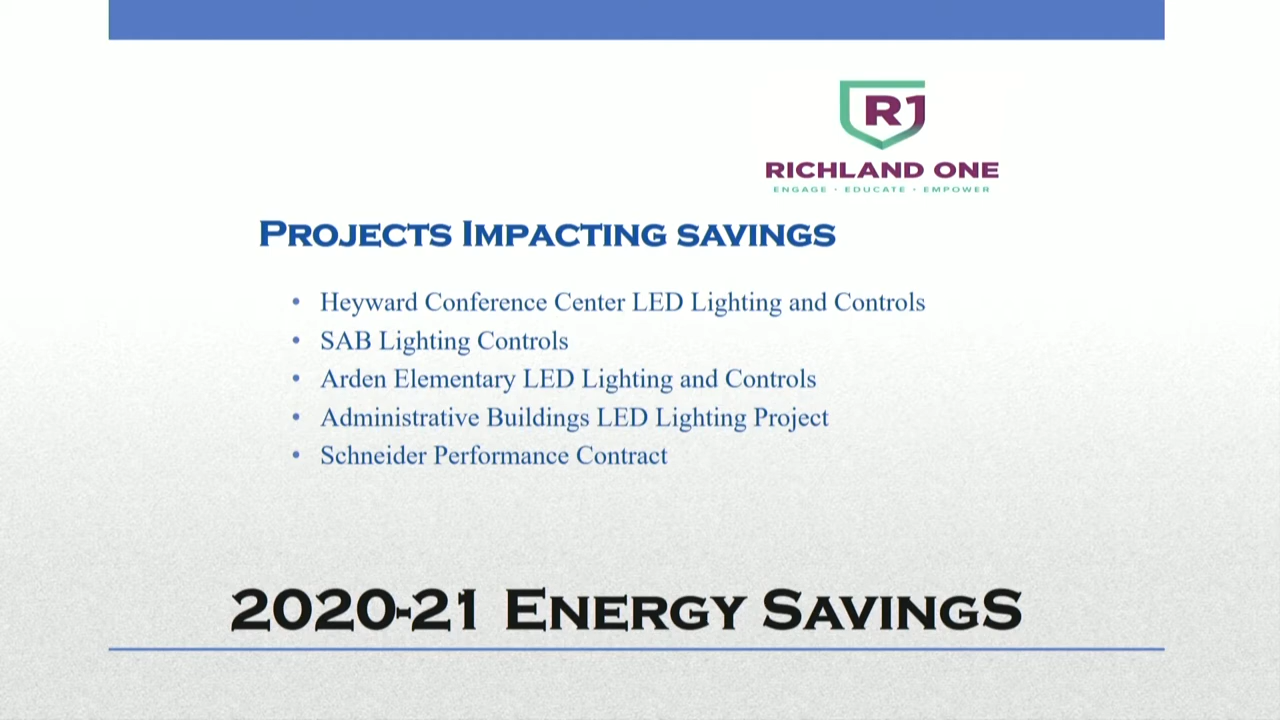 R1
RICHLAND ONE
ENGAGE · EDUCATE · EMPOWER
PROJECTS IMPACTING SAVINGS
• Heyward Conference Center LED Lighting and Controls
• SAB Lighting Controls
• Arden Elementary LED Lighting and Controls
• Administrative Buildings LED Lighting Project
• Schneider Performance Contract
2020-21 ENERGY SAVINGS